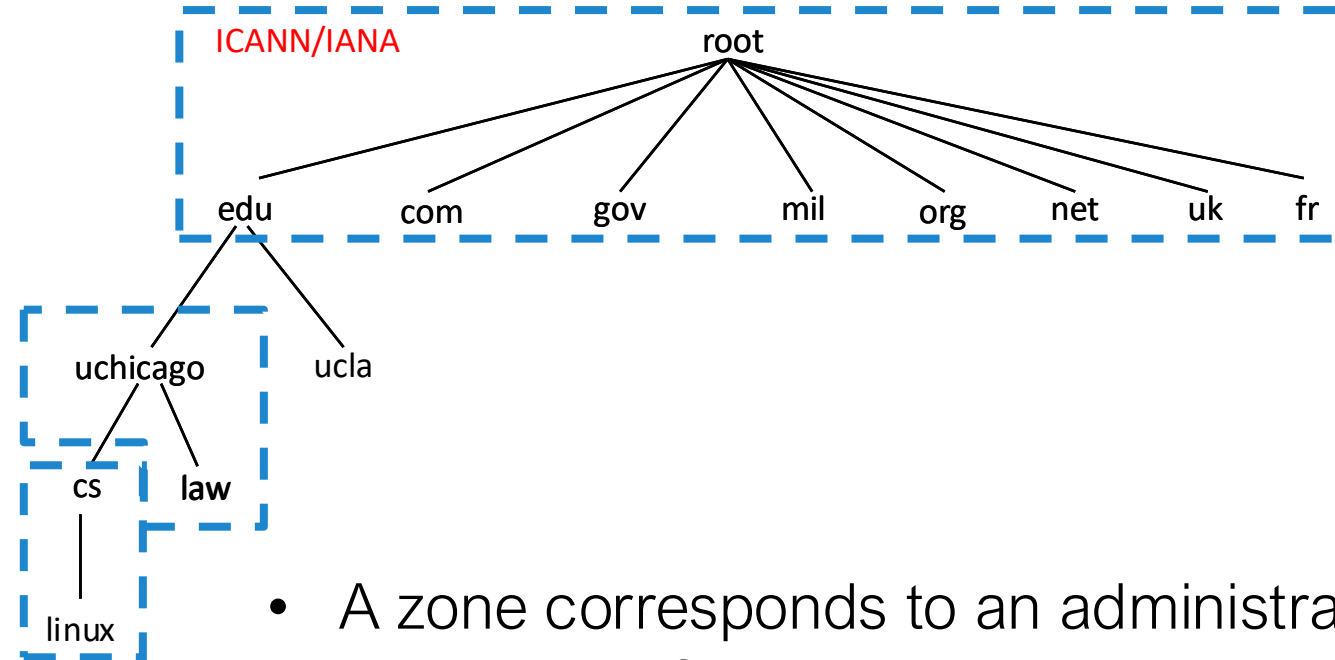 ICANN/IANA root
edu com gov mil org net uk fr
uchicago ucla
cs law
• A zone corresponds to an administra
linux